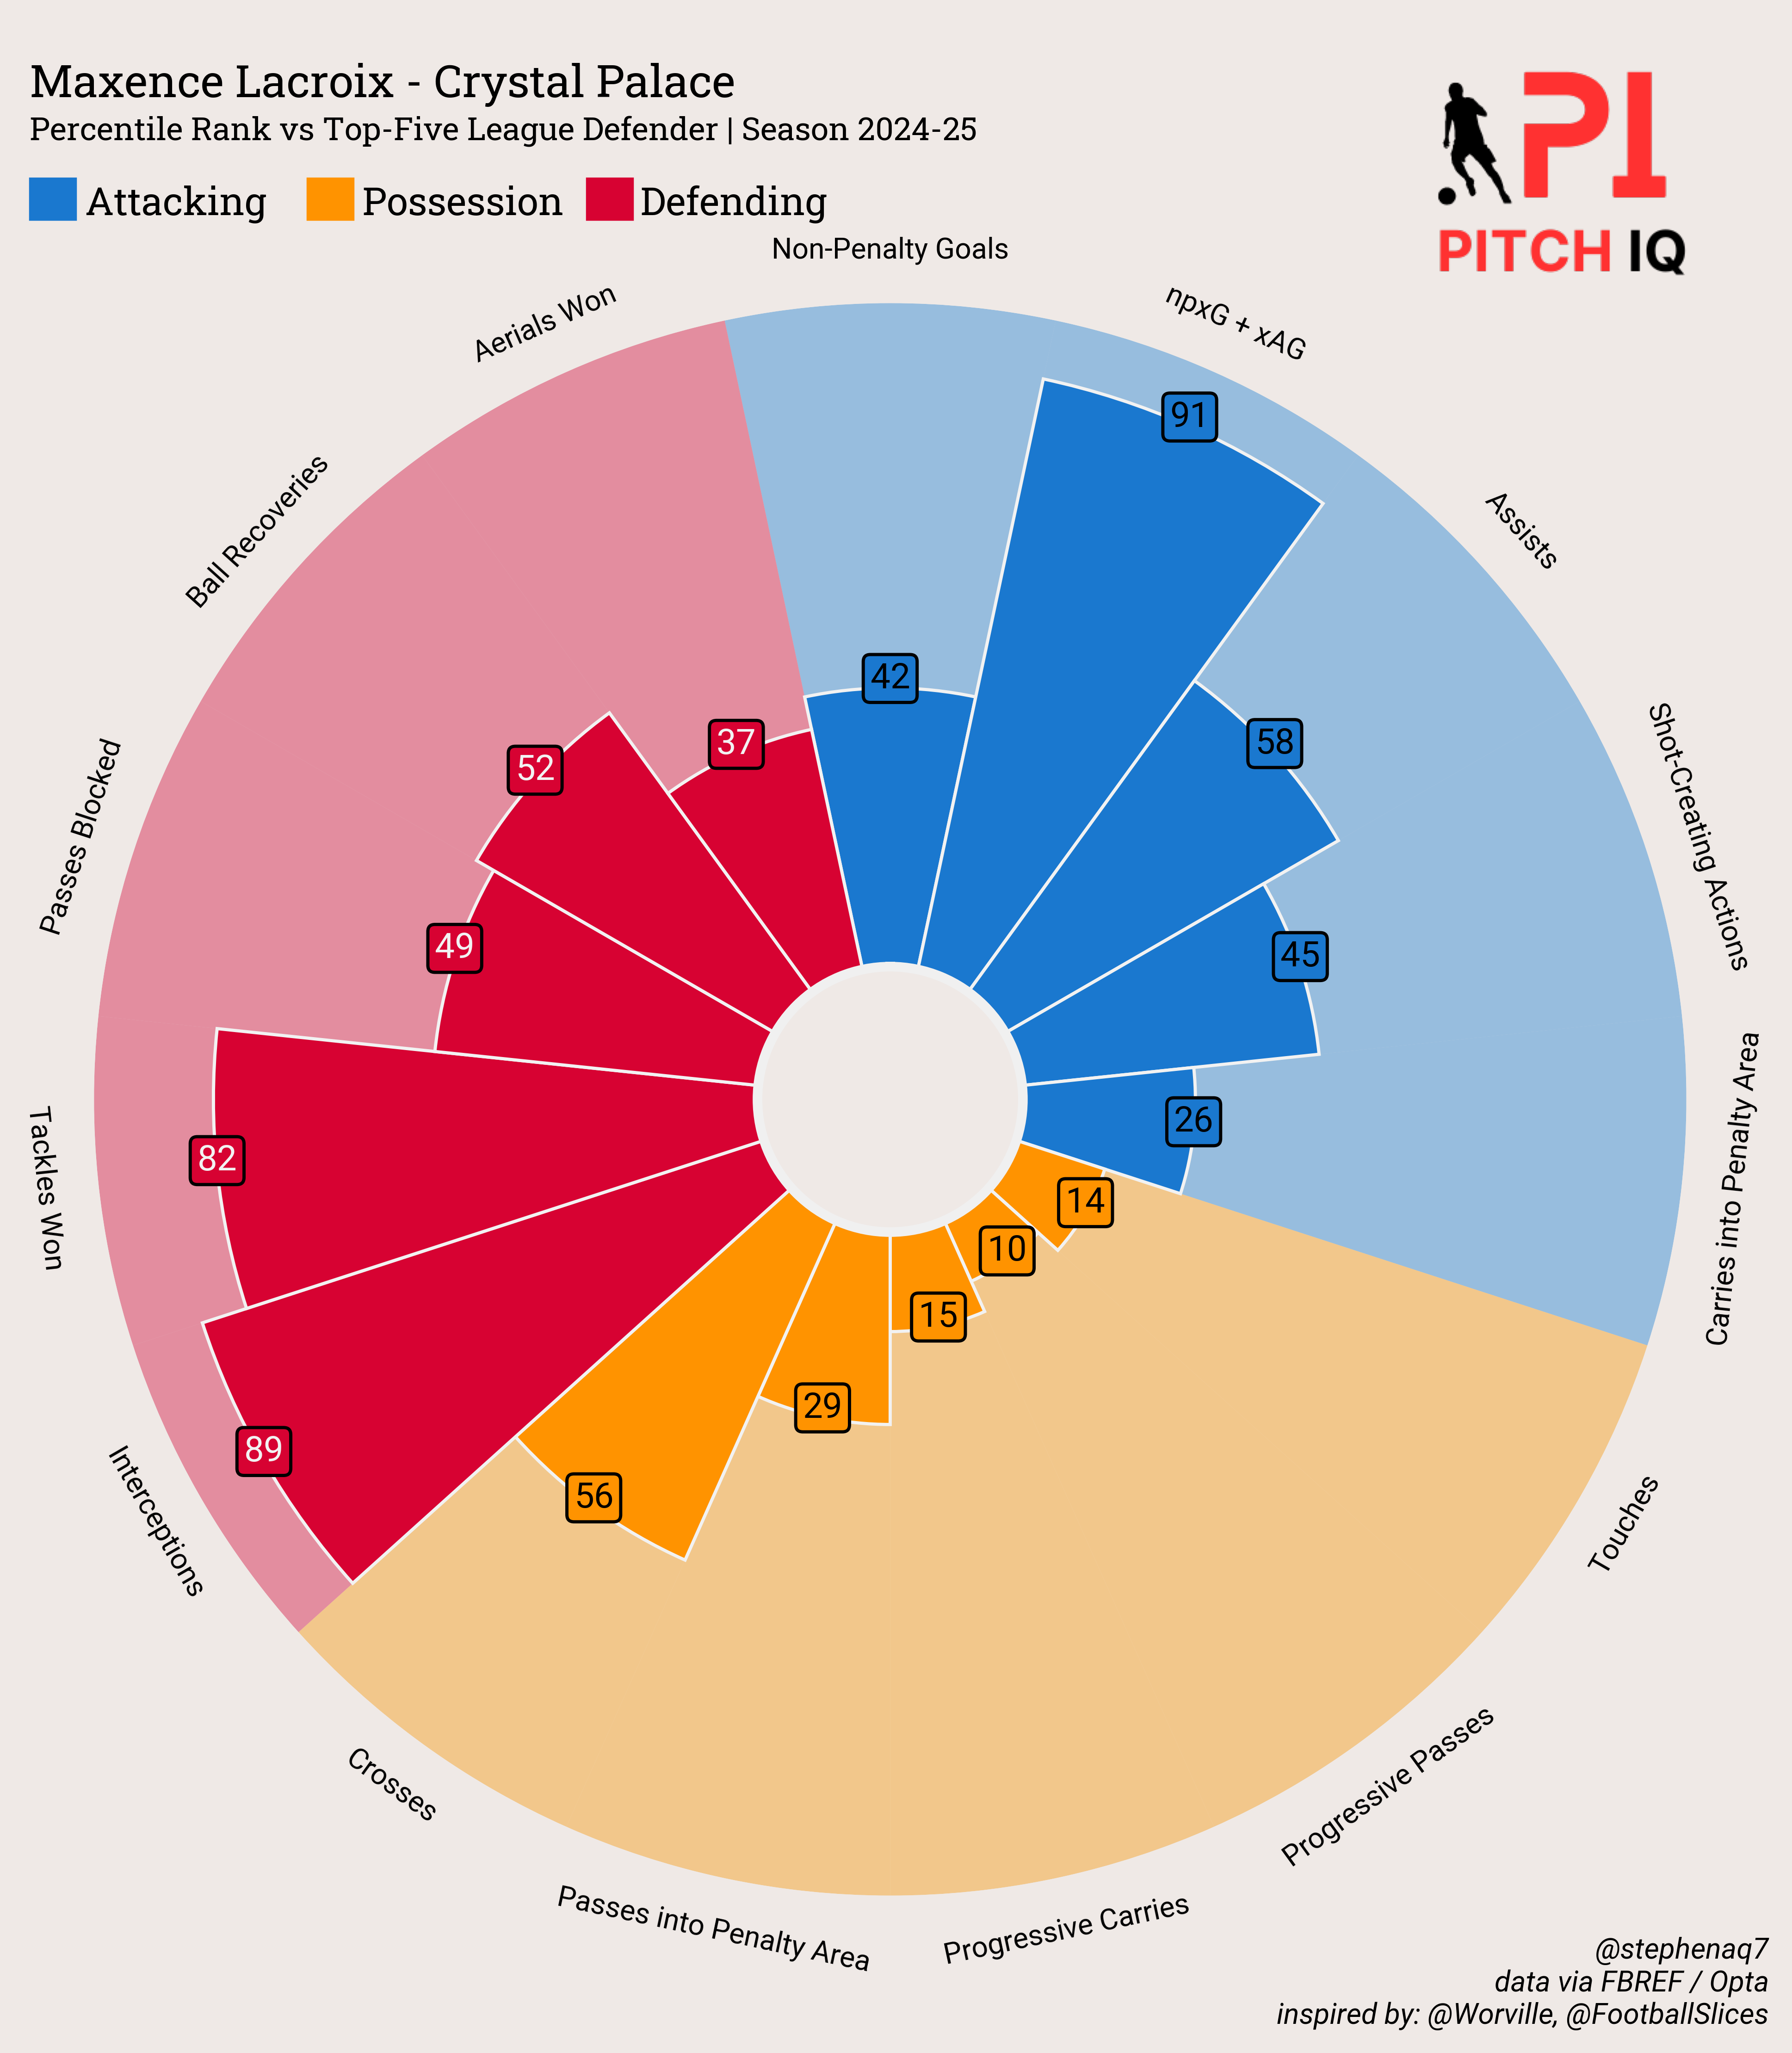 Maxence Lacroix - Crystal Palace
Percentile Rank vs Top-Five League Defender | Season 2024-25
Attacking
Possession
Defending
PI
PITCH IQ
Non-Penalty Goals
npxG + xAG
Assists
Shot-Creating Actions
Carries into Penalty Area
Touches
Progressive Passes
Progressive Carries
Passes into Penalty Area
Crosses
Interceptions
Tackles Won
Passes Blocked
Ball Recoveries
Aerials Won
42
91
58
45
26
14
10
15
29
56
89
82
49
52
37
@stephenaq7
data via FBREF / Opta
inspired by: @Worville, @FootballSlices